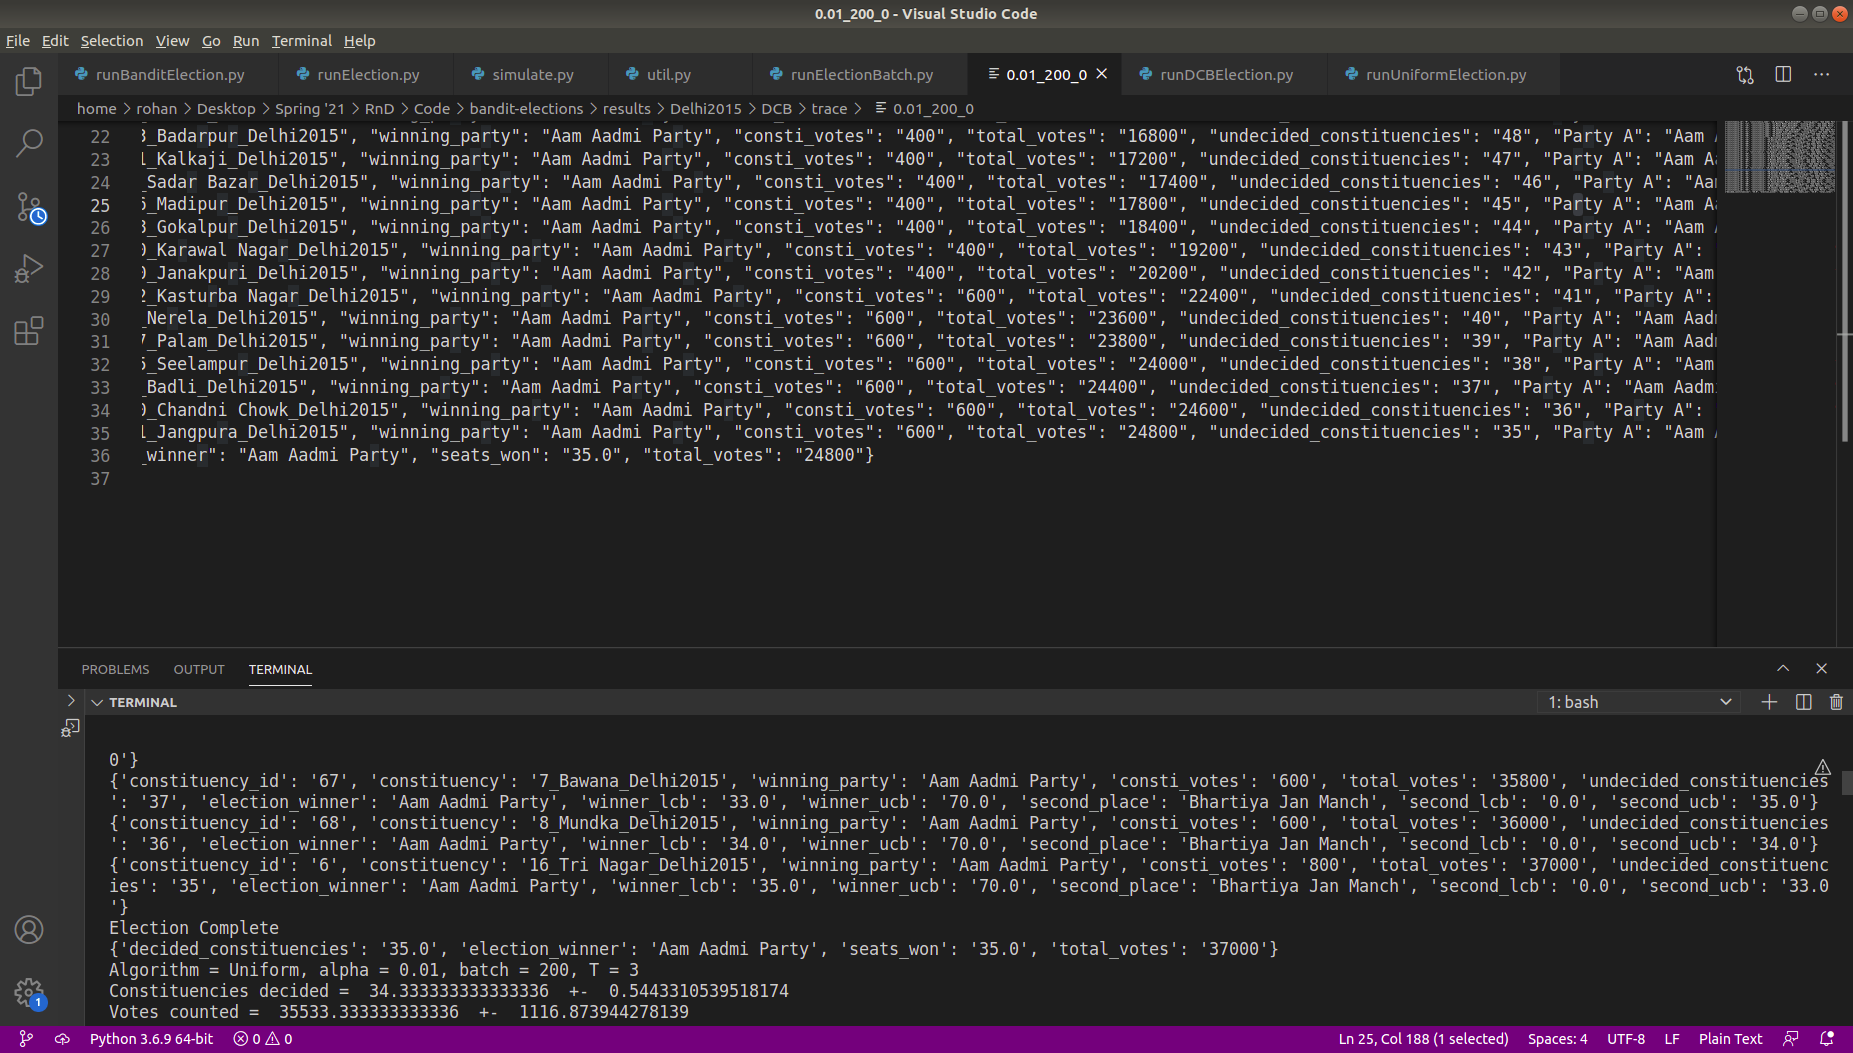 0.01_200_0 - Visual Studio Code
File Edit Selection View Go Run Terminal Help
runBanditElection.py runElection.py simulate.py util.py runElectionBatch.py 0.01_200_0 runDCBElection.py runUniformElection.py
home > rohan > Desktop > Spring '21 > RnD > Code > bandit-elections > results > Delhi2015 > DCB > trace > 0.01_200_0
22 3_Badarpur_Delhi2015", "winning_party": "Aam Aadmi Party", "consti_votes": "400", "total_votes": "16800", "undecided_constituencies": "48", "Party A": "Aam
23 1_Kalkaji_Delhi2015", "winning_party": "Aam Aadmi Party", "consti_votes": "400", "total_votes": "17200", "undecided_constituencies": "47", "Party A": "Aam Aa
24 _Sadar Bazar_Delhi2015", "winning_party": "Aam Aadmi Party", "consti_votes": "400", "total_votes": "17400", "undecided_constituencies": "46", "Party A": "Aam
25 5_Madipur_Delhi2015", "winning_party": "Aam Aadmi Party", "consti_votes": "400", "total_votes": "17800", "undecided_constituencies": "45", "Party A": "Aam Aa
26 3_Gokalpur_Delhi2015", "winning_party": "Aam Aadmi Party", "consti_votes": "400", "total_votes": "18400", "undecided_constituencies": "44", "Party A": "Aam
27 0_Karawal Nagar_Delhi2015", "winning_party": "Aam Aadmi Party", "consti_votes": "400", "total_votes": "19200", "undecided_constituencies": "43", "Party A":
28 0_Janakpuri_Delhi2015", "winning_party": "Aam Aadmi Party", "consti_votes": "400", "total_votes": "20200", "undecided_constituencies": "42", "Party A": "Aam
29 2_Kasturba Nagar_Delhi2015", "winning_party": "Aam Aadmi Party", "consti_votes": "600", "total_votes": "22400", "undecided_constituencies": "41", "Party A":
30 _Nerela_Delhi2015", "winning_party": "Aam Aadmi Party", "consti_votes": "600", "total_votes": "23600", "undecided_constituencies": "40", "Party A": "Aam Aadm
31 7_Palam_Delhi2015", "winning_party": "Aam Aadmi Party", "consti_votes": "600", "total_votes": "23800", "undecided_constituencies": "39", "Party A": "Aam Aadm
32 5_Seelampur_Delhi2015", "winning_party": "Aam Aadmi Party", "consti_votes": "600", "total_votes": "24000", "undecided_constituencies": "38", "Party A": "Aam
33 _Badli_Delhi2015", "winning_party": "Aam Aadmi Party", "consti_votes": "600", "total_votes": "24400", "undecided_constituencies": "37", "Party A": "Aam Aadmi
34 0_Chandni Chowk_Delhi2015", "winning_party": "Aam Aadmi Party", "consti_votes": "600", "total_votes": "24600", "undecided_constituencies": "36", "Party A":
35 1_Jangpura_Delhi2015", "winning_party": "Aam Aadmi Party", "consti_votes": "600", "total_votes": "24800", "undecided_constituencies": "35", "Party A": "Aam
36 _winner": "Aam Aadmi Party", "seats_won": "35.0", "total_votes": "24800"}
37
PROBLEMS OUTPUT TERMINAL
TERMINAL 1: bash
0'}
{'constituency_id': '67', 'constituency': '7_Bawana_Delhi2015', 'winning_party': 'Aam Aadmi Party', 'consti_votes': '600', 'total_votes': '35800', 'undecided_constituencies
': '37', 'election_winner': 'Aam Aadmi Party', 'winner_lcb': '33.0', 'winner_ucb': '70.0', 'second_place': 'Bhartiya Jan Manch', 'second_lcb': '0.0', 'second_ucb': '35.0'}
{'constituency_id': '68', 'constituency': '8_Mundka_Delhi2015', 'winning_party': 'Aam Aadmi Party', 'consti_votes': '600', 'total_votes': '36000', 'undecided_constituencies
': '36', 'election_winner': 'Aam Aadmi Party', 'winner_lcb': '34.0', 'winner_ucb': '70.0', 'second_place': 'Bhartiya Jan Manch', 'second_lcb': '0.0', 'second_ucb': '34.0'}
{'constituency_id': '6', 'constituency': '16_Tri Nagar_Delhi2015', 'winning_party': 'Aam Aadmi Party', 'consti_votes': '800', 'total_votes': '37000', 'undecided_constituenc
ies': '35', 'election_winner': 'Aam Aadmi Party', 'winner_lcb': '35.0', 'winner_ucb': '70.0', 'second_place': 'Bhartiya Jan Manch', 'second_lcb': '0.0', 'second_ucb': '33.0
'}
Election Complete
{'decided_constituencies': '35.0', 'election_winner': 'Aam Aadmi Party', 'seats_won': '35.0', 'total_votes': '37000'}
Algorithm = Uniform, alpha = 0.01, batch = 200, T = 3
Constituencies decided =  34.333333333333336  +-  0.5443310539518174
Votes counted =  35533.333333333336  +-  1116.873944278139
1 Python 3.6.9 64-bit 0 0 Ln 25, Col 188 (1 selected) Spaces: 4 UTF-8 LF Plain Text